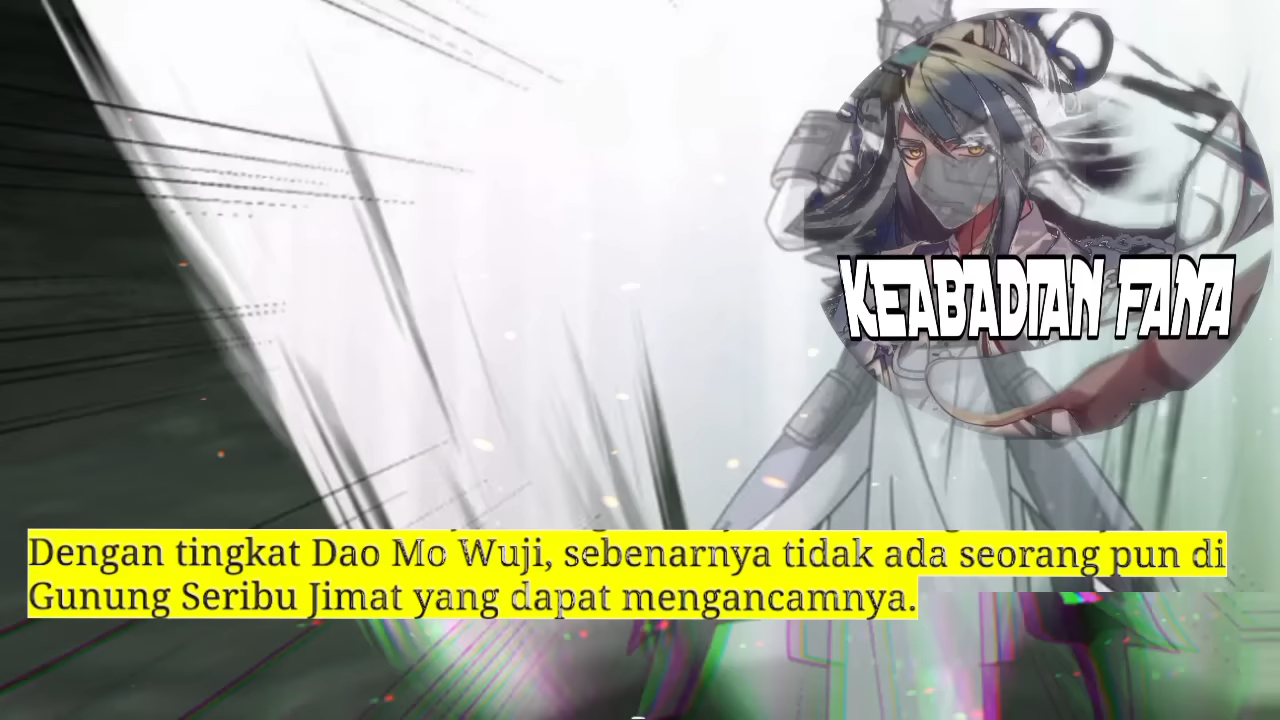 KEABADIAN FANA
Dengan tingkat Dao Mo Wuji, sebenarnya tidak ada seorang pun di
Gunung Seribu Jimat yang dapat mengancamnya.